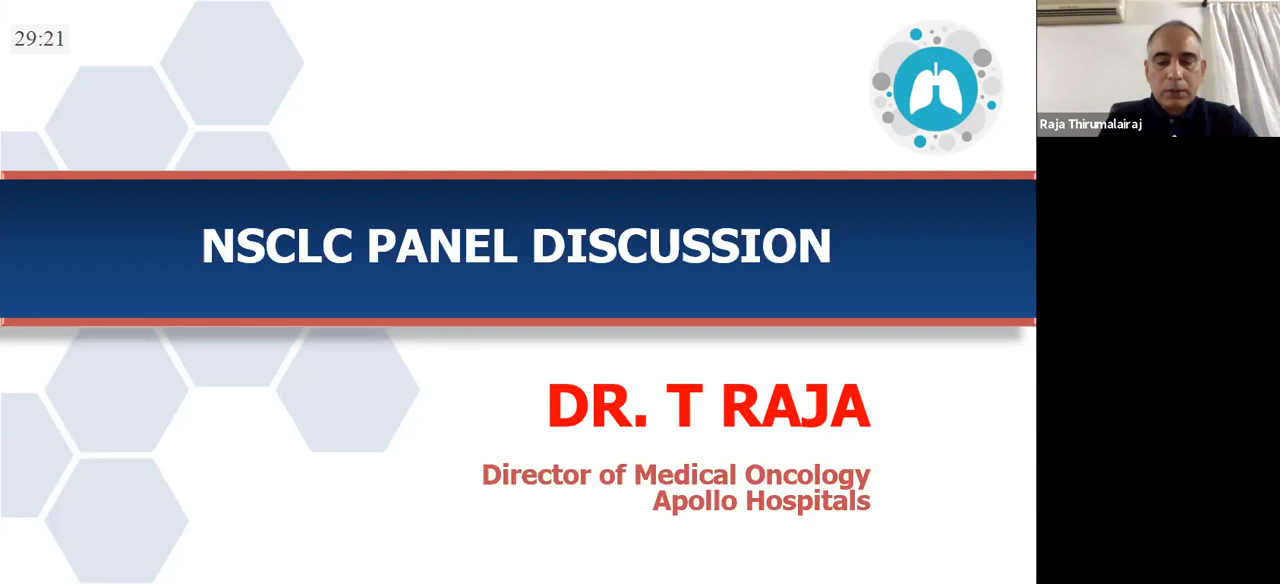 29:21
Raja Thirumalairaj
NSCLC PANEL DISCUSSION
DR. T RAJA
Director of Medical Oncology
Apollo Hospitals